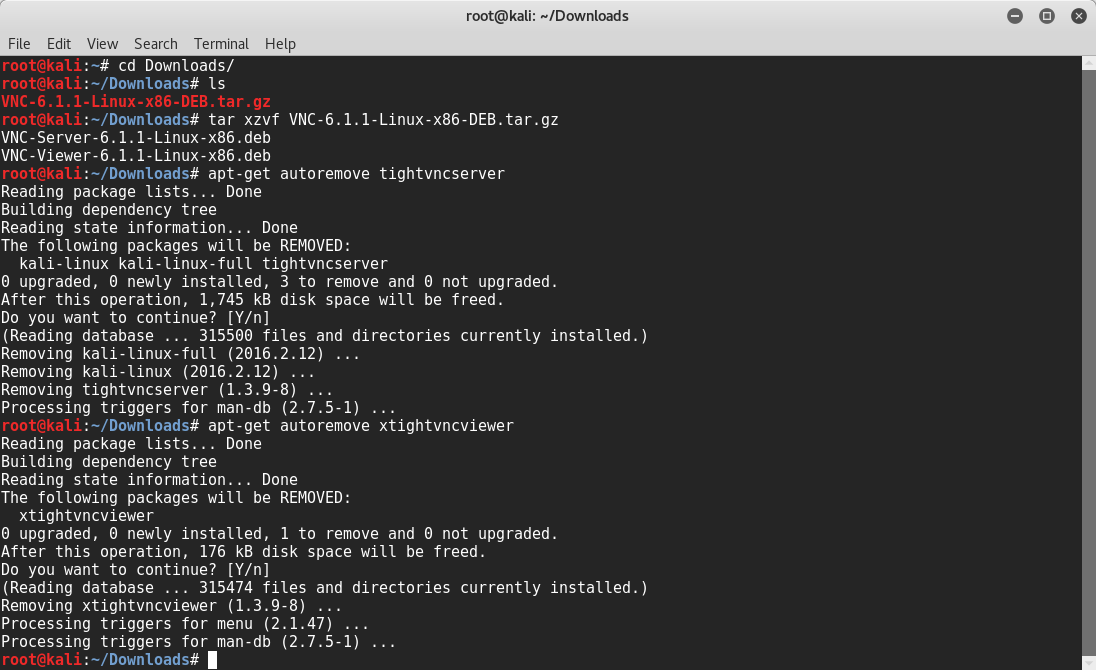 root@kali: ~/Downloads
File Edit View Search Terminal Help
root@kali:~# cd Downloads/
root@kali:~/Downloads# ls
VNC-6.1.1-Linux-x86-DEB.tar.gz
root@kali:~/Downloads# tar xzvf VNC-6.1.1-Linux-x86-DEB.tar.gz
VNC-Server-6.1.1-Linux-x86.deb
VNC-Viewer-6.1.1-Linux-x86.deb
root@kali:~/Downloads# apt-get autoremove tightvncserver
Reading package lists... Done
Building dependency tree
Reading state information... Done
The following packages will be REMOVED:
  kali-linux kali-linux-full tightvncserver
0 upgraded, 0 newly installed, 3 to remove and 0 not upgraded.
After this operation, 1,745 kB disk space will be freed.
Do you want to continue? [Y/n]
(Reading database ... 315500 files and directories currently installed.)
Removing kali-linux-full (2016.2.12) ...
Removing kali-linux (2016.2.12) ...
Removing tightvncserver (1.3.9-8) ...
Processing triggers for man-db (2.7.5-1) ...
root@kali:~/Downloads# apt-get autoremove xtightvncviewer
Reading package lists... Done
Building dependency tree
Reading state information... Done
The following packages will be REMOVED:
  xtightvncviewer
0 upgraded, 0 newly installed, 1 to remove and 0 not upgraded.
After this operation, 176 kB disk space will be freed.
Do you want to continue? [Y/n]
(Reading database ... 315474 files and directories currently installed.)
Removing xtightvncviewer (1.3.9-8) ...
Processing triggers for menu (2.1.47) ...
Processing triggers for man-db (2.7.5-1) ...
root@kali:~/Downloads#